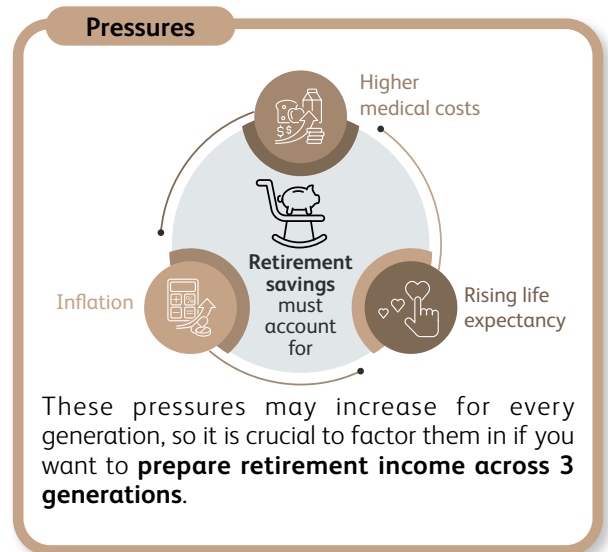 Pressures
Higher
medical costs
$$
Retirement
savings
must
account
for
Inflation
Rising life
expectancy
These pressures may increase for every
generation, so it is crucial to factor them in if you
want to prepare retirement income across 3
generations.